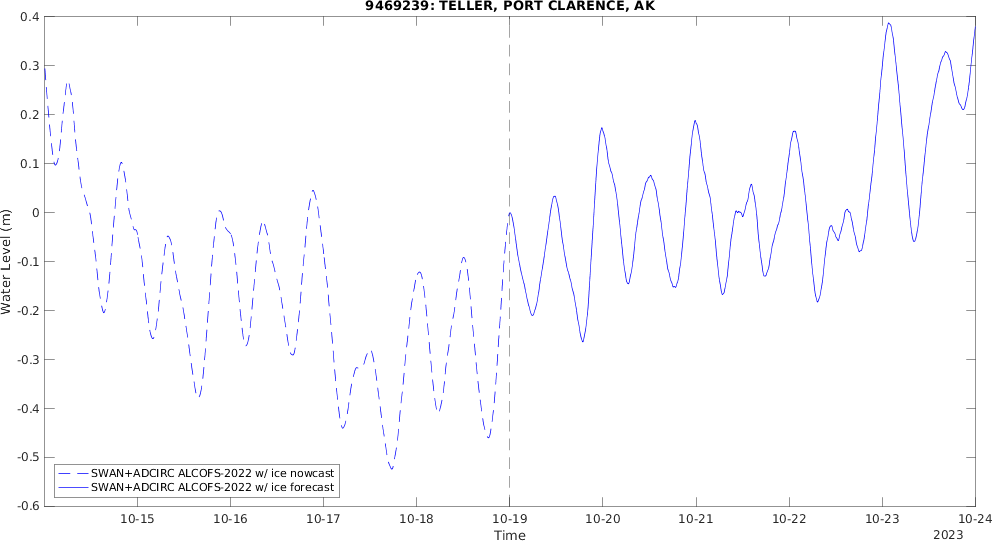 9469239: TELLER, PORT CLARENCE, AK
0.4
0.3
0.2
0.1
0
-0.1
-0.2
-0.3
-0.4
-0.5
-0.6
Water Level (m)
SWAN+ADCIRC ALCOFS-2022 w/ ice nowcast
SWAN+ADCIRC ALCOFS-2022 w/ ice forecast
10-15 10-16 10-17 10-18 10-19 10-20 10-21 10-22 10-23 10-24
Time
2023